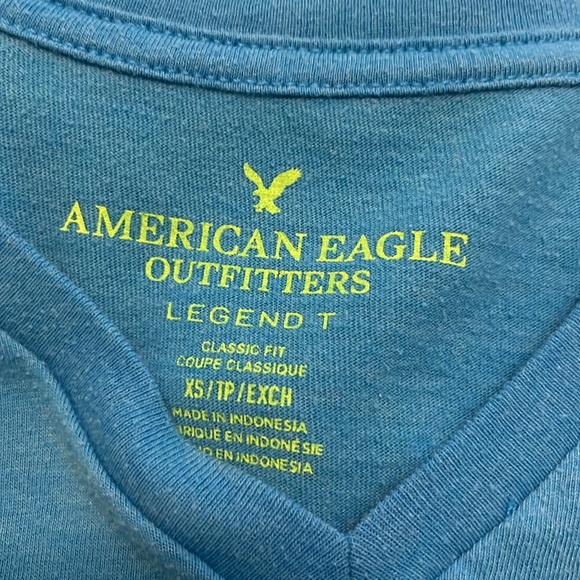 AMERICAN EAGLE
OUTFITTERS
LEGEND T
CLASSIC FIT
COUPE CLASSIQUE
XS/TP/EXCH
MADE IN INDONESIA
EN INDONÉSIE
EN INDONESIA